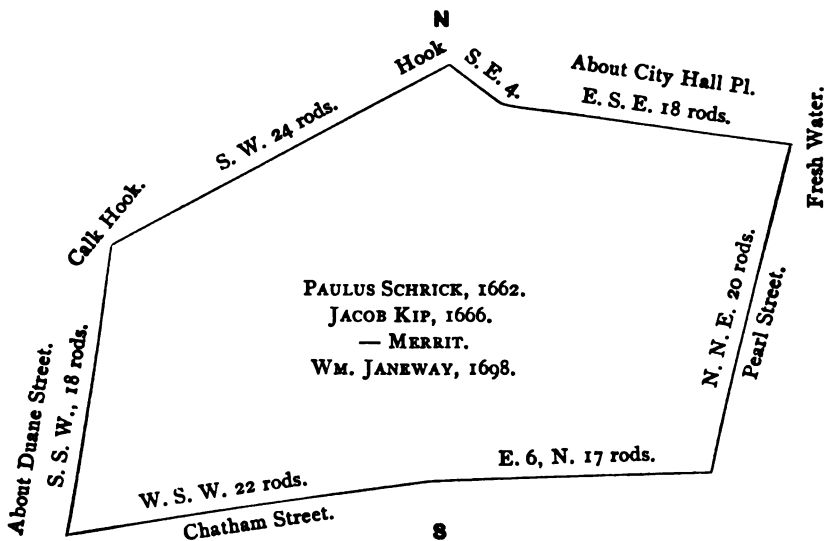 N
Hook
S. E. 4.
About City Hall Pl.
E. S. E. 18 rods.
Fresh Water.
S. W. 24 rods.
Calk Hook.
PAULUS SCHRICK, 1662.
JACOB KIP, 1666.
— MERRIT.
WM. JANEWAY, 1698.
N. N. E. 20 rods.
Pearl Street.
About Duane Street.
S. S. W., 18 rods.
E. 6, N. 17 rods.
W. S. W. 22 rods.
Chatham Street.
S